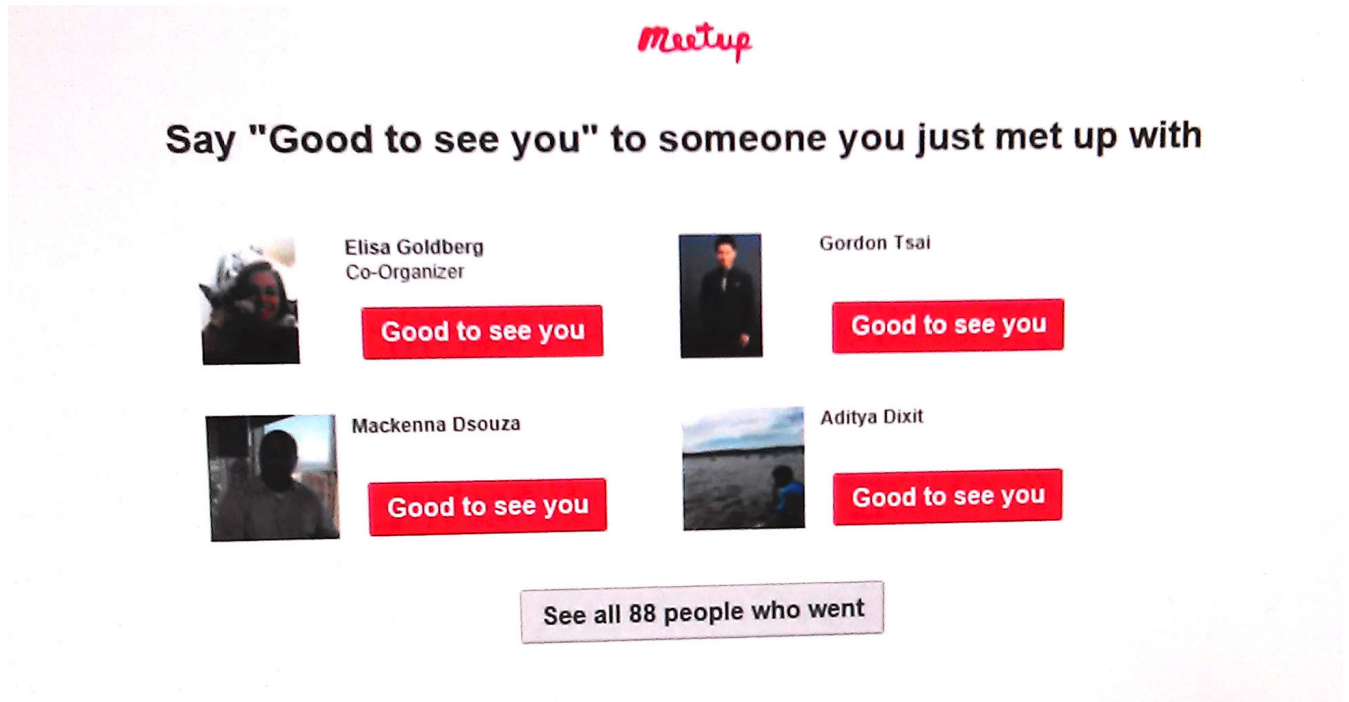 Meetup
Say "Good to see you" to someone you just met up with
Elisa Goldberg
Co-Organizer
Good to see you
Gordon Tsai
Good to see you
Mackenna Dsouza
Good to see you
Aditya Dixit
Good to see you
See all 88 people who went